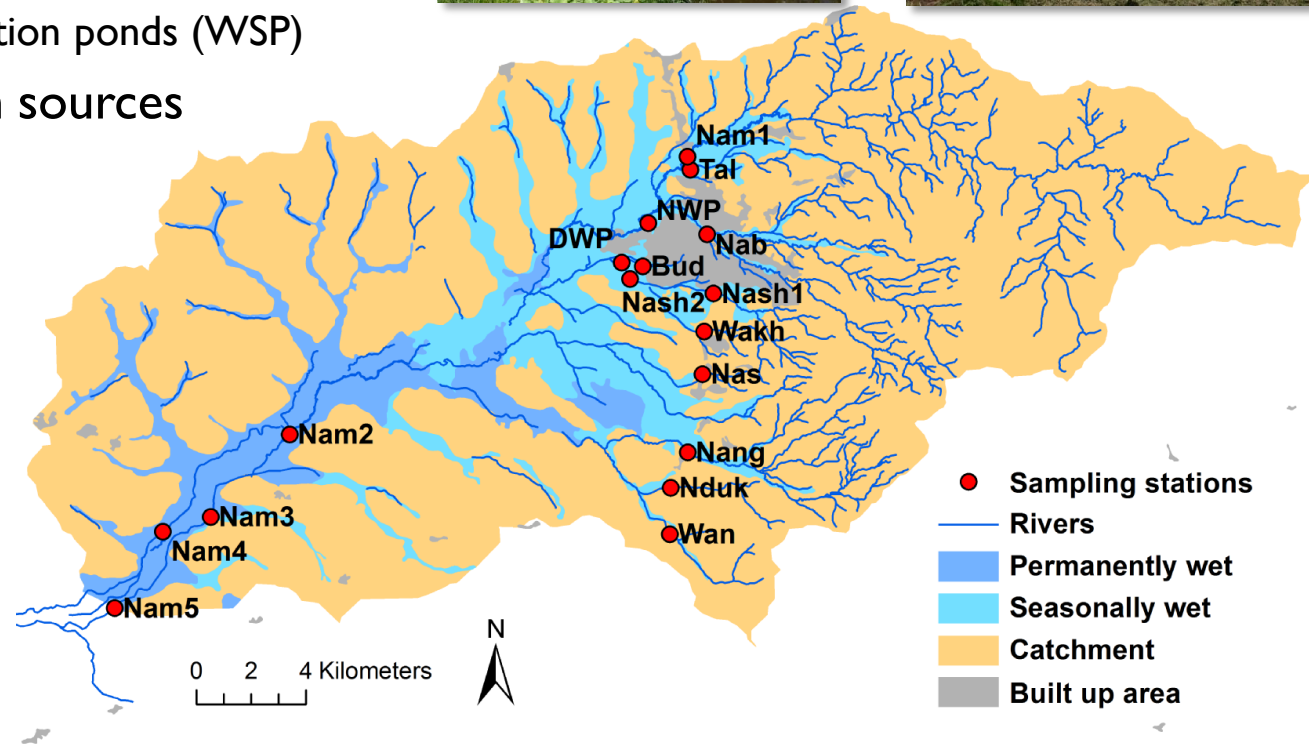 tion ponds (WSP)
sources
Nam1
Tal
NWP
DWP
Nab
Bud
Nash2
Nash1
Wakh
Nas
Nam2
Nang
Nduk
Nam3
Wan
Nam4
Nam5
Sampling stations
Rivers
Permanently wet
Seasonally wet
Catchment
Built up area
N
0 2 4 Kilometers